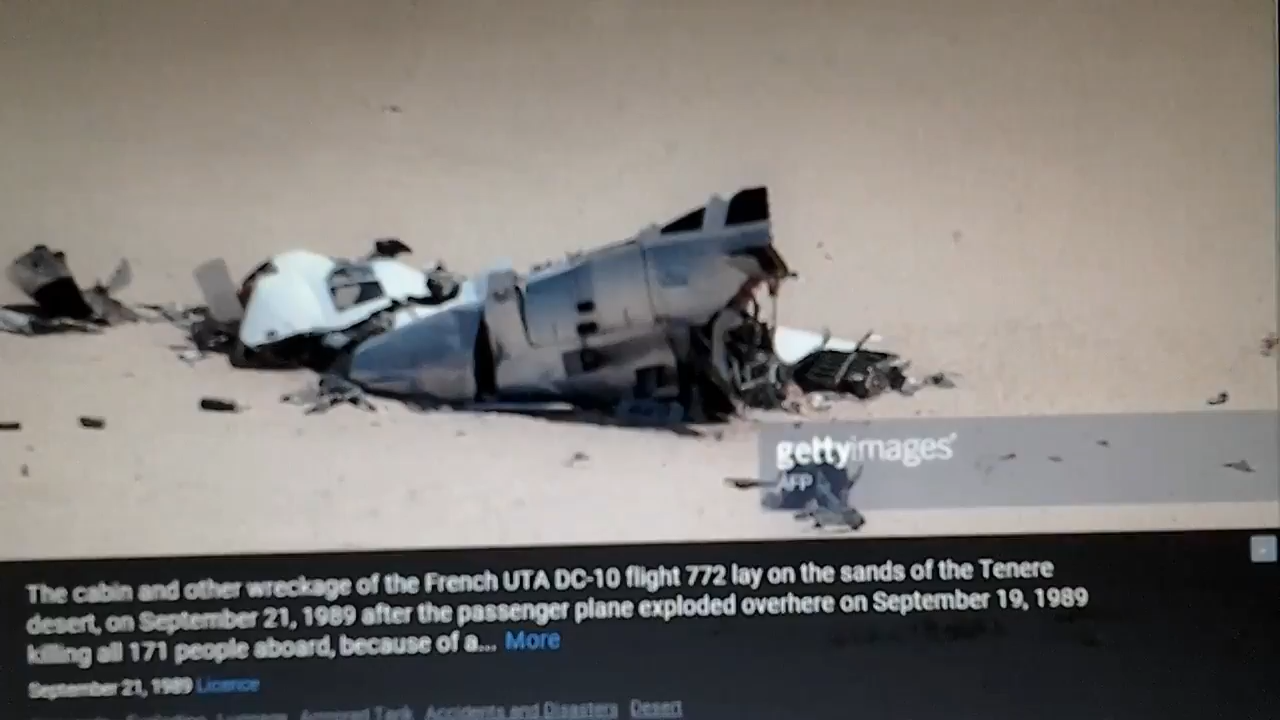 gettyimages®
AFP
The cabin and other wreckage of the French UTA DC-10 flight 772 lay on the sands of the Tenere
desert, on September 21, 1989 after the passenger plane exploded overhere on September 19, 1989
killing all 171 people aboard, because of a... More
September 21, 1989 Licence
Armored Tank Accidents and Disasters Desert